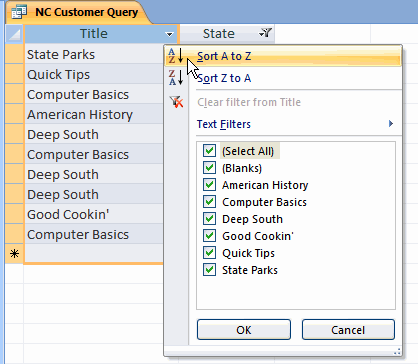 NC Customer Query
Title State
State Parks
Quick Tips
Computer Basics
American History
Deep South
Computer Basics
Deep South
Deep South
Good Cookin'
Computer Basics
Sort A to Z
Sort Z to A
Clear filter from Title
Text Filters
(Select All)
(Blanks)
American History
Computer Basics
Deep South
Good Cookin'
Quick Tips
State Parks
OK Cancel